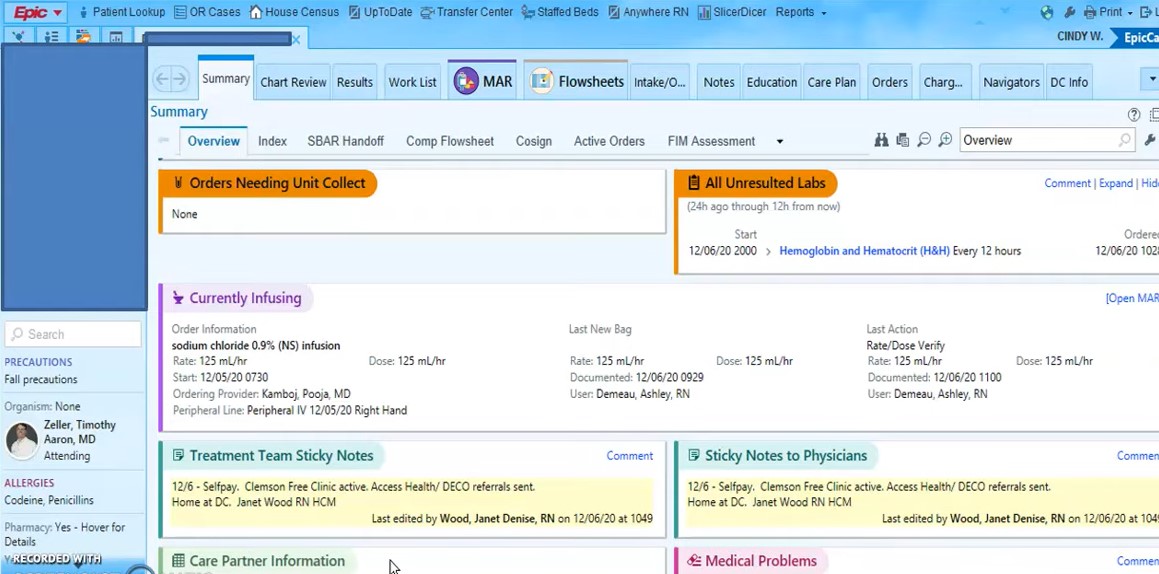 Epic Patient Lookup OR Cases House Census UpToDate Transfer Center Staffed Beds Anywhere RN SlicerDicer Reports Print
CINDY W. EpicCa
Summary Chart Review Results Work List MAR Flowsheets Intake/O... Notes Education Care Plan Orders Charg... Navigators DC Info
Summary
Overview Index SBAR Handoff Comp Flowsheet Cosign Active Orders FIM Assessment Overview
Orders Needing Unit Collect
None
All Unresulted Labs Comment | Expand | Hid
(24h ago through 12h from now)
Start Ordere
12/06/20 2000 > Hemoglobin and Hematocrit (H&H) Every 12 hours 12/06/20 102
Currently Infusing [Open MAR
Order Information Last New Bag Last Action
sodium chloride 0.9% (NS) infusion Rate/Dose Verify
Rate: 125 mL/hr Dose: 125 mL/hr Rate: 125 mL/hr Dose: 125 mL/hr Rate: 125 mL/hr Dose: 125 mL/hr
Start: 12/05/20 0730 Documented: 12/06/20 0929 Documented: 12/06/20 1100
Ordering Provider: Kamboj, Pooja, MD User: Demeau, Ashley, RN User: Demeau, Ashley, RN
Peripheral Line: Peripheral IV 12/05/20 Right Hand
Search
PRECAUTIONS
Fall precautions
Organism: None
Zeller, Timothy
Aaron, MD
Attending
ALLERGIES
Codeine, Penicillins
Pharmacy: Yes - Hover for
Details
RECORDED WITH
Treatment Team Sticky Notes Comment
12/6 - Selfpay. Clemson Free Clinic active. Access Health/ DECO referrals sent.
Home at DC. Janet Wood RN HCM
Last edited by Wood, Janet Denise, RN on 12/06/20 at 1049
Sticky Notes to Physicians Commen
12/6 - Selfpay. Clemson Free Clinic active. Access Health/ DECO referrals sent.
Home at DC. Janet Wood RN HCM
Last edited by Wood, Janet Denise, RN on 12/06/20 at 1049
Care Partner Information
Medical Problems Commen